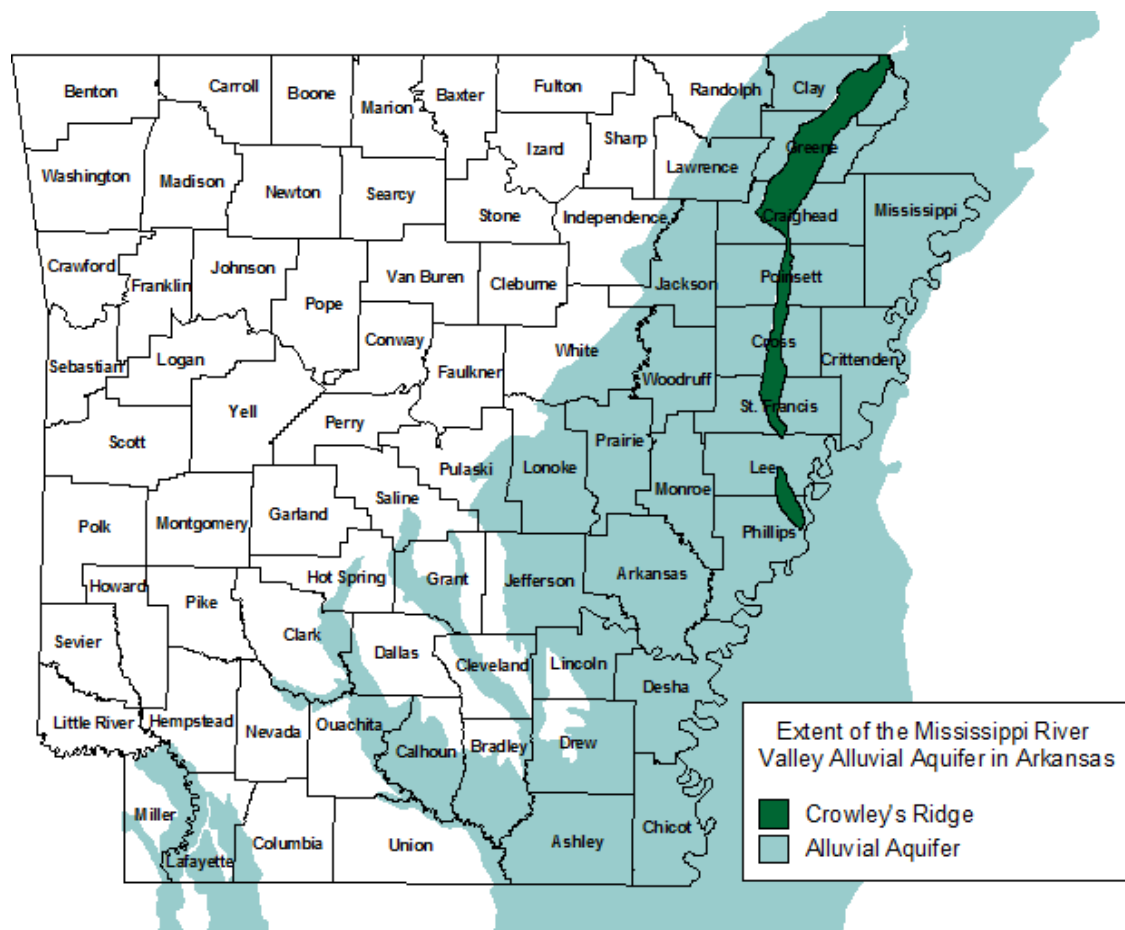 Benton
Carroll
Boone
Marion
Baxter
Fulton
Randolph
Clay
Sharp
Izard
Greene
Lawrence
Washington
Madison
Newton
Searcy
Stone
Independence
Craighead
Mississippi
Crawford
Franklin
Johnson
Pope
Van Buren
Cleburne
Jackson
Poinsett
Sebastian
Logan
Conway
Faulkner
White
Woodruff
Cross
Crittenden
Scott
Yell
Perry
Pulaski
Lonoke
Prairie
Monroe
St. Francis
Lee
Polk
Montgomery
Garland
Saline
Phillips
Howard
Pike
Hot Spring
Grant
Jefferson
Arkansas
Sevier
Clark
Dallas
Cleveland
Lincoln
Desha
Little River
Hempstead
Nevada
Ouachita
Calhoun
Bradley
Drew
Miller
Lafayette
Columbia
Union
Ashley
Chicot
Extent of the Mississippi River
Valley Alluvial Aquifer in Arkansas
Crowley's Ridge
Alluvial Aquifer